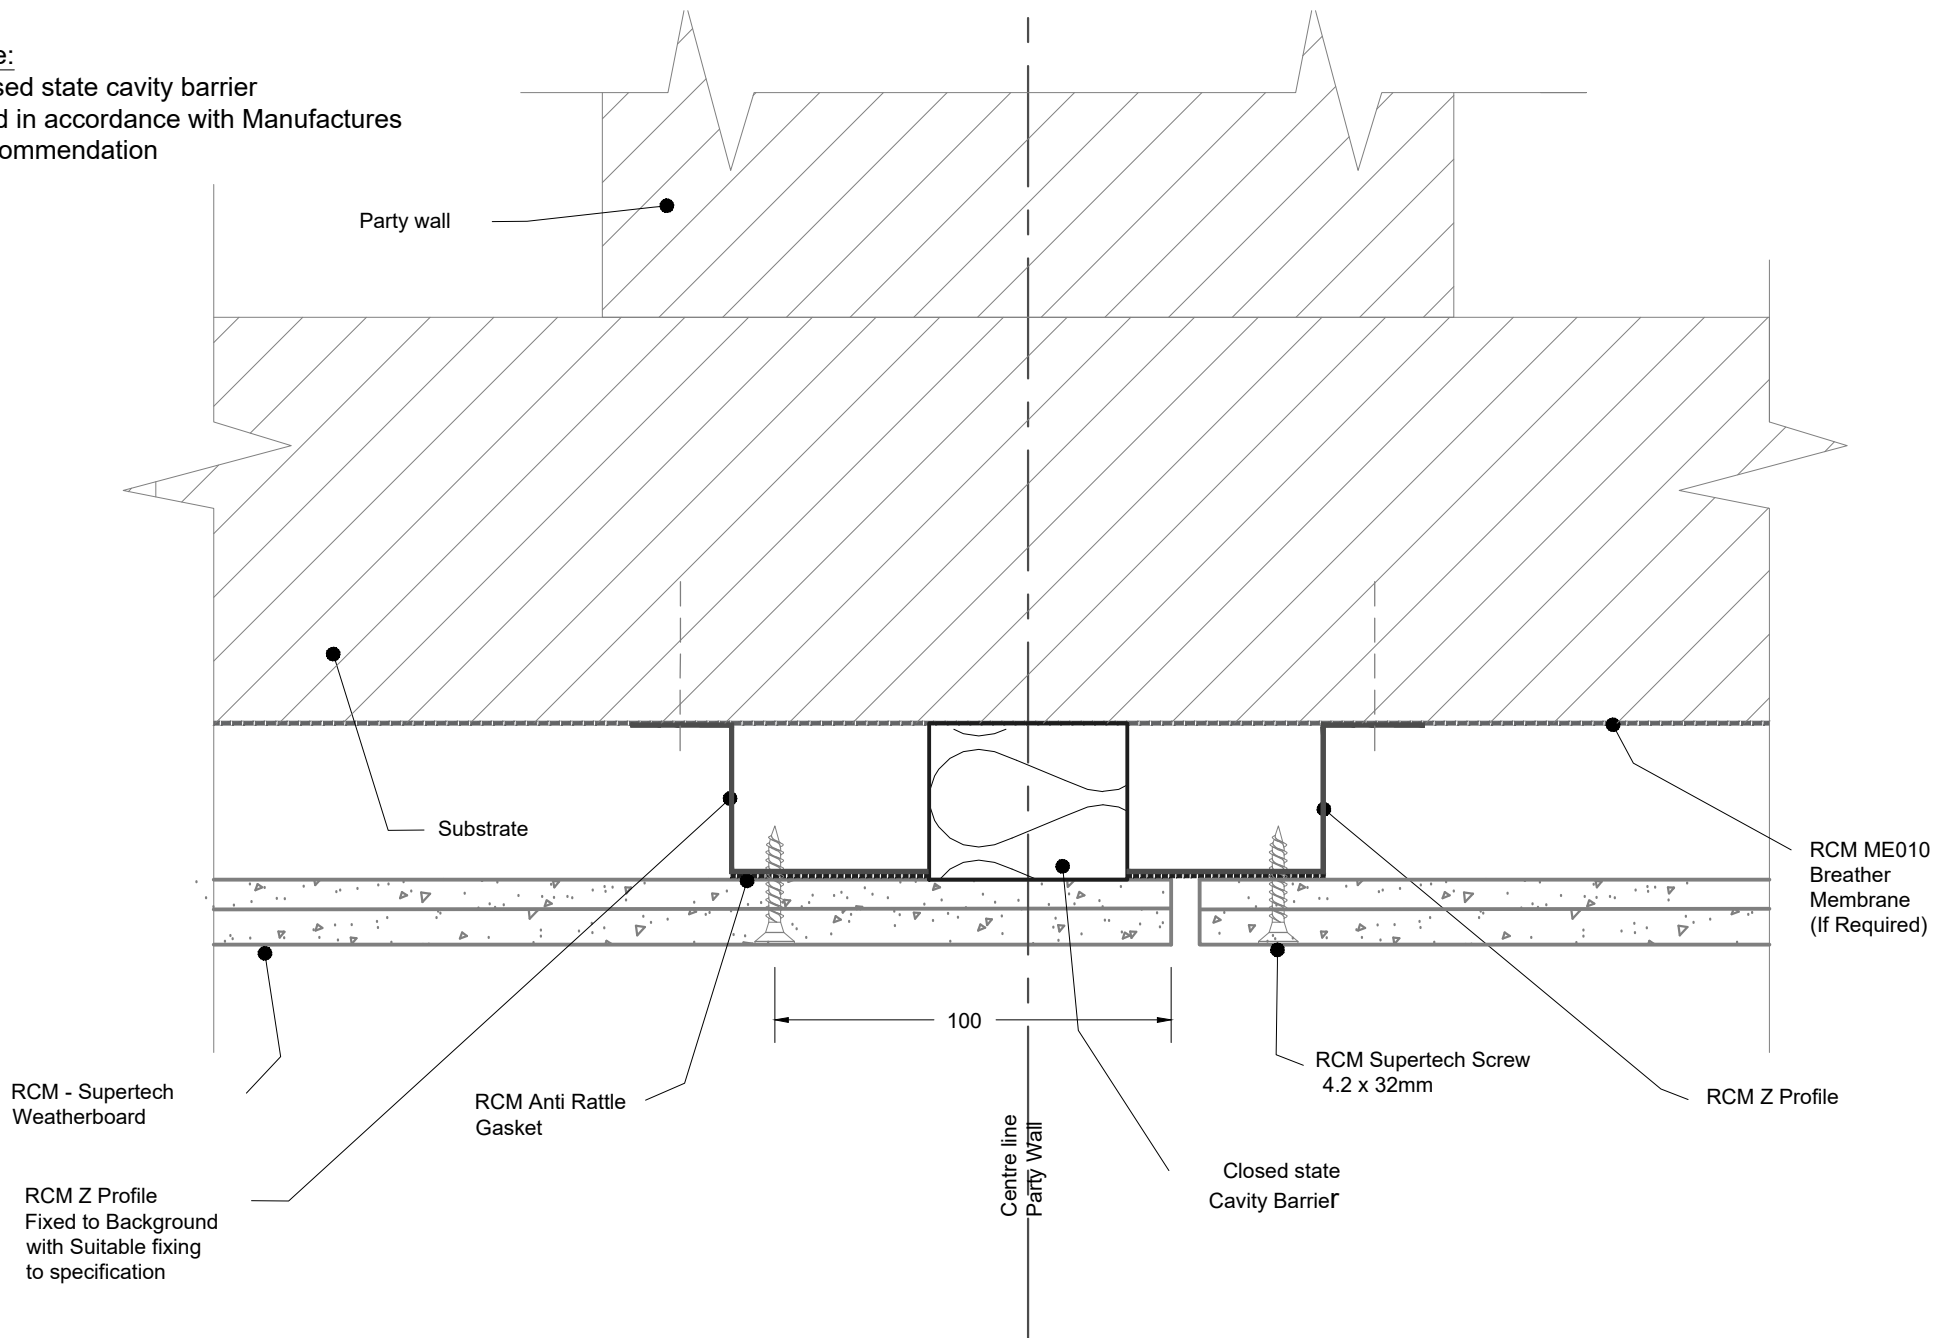 e:
sed state cavity barrier
d in accordance with Manufactures
ommendation
Party wall
Substrate
RCM ME010
Breather
Membrane
(If Required)
100
RCM Supertech Screw
4.2 x 32mm
RCM - Supertech
Weatherboard
RCM Anti Rattle
Gasket
RCM Z Profile
Centre line
Party Wall
Closed state
Cavity Barrier
RCM Z Profile
Fixed to Background
with Suitable fixing
to specification